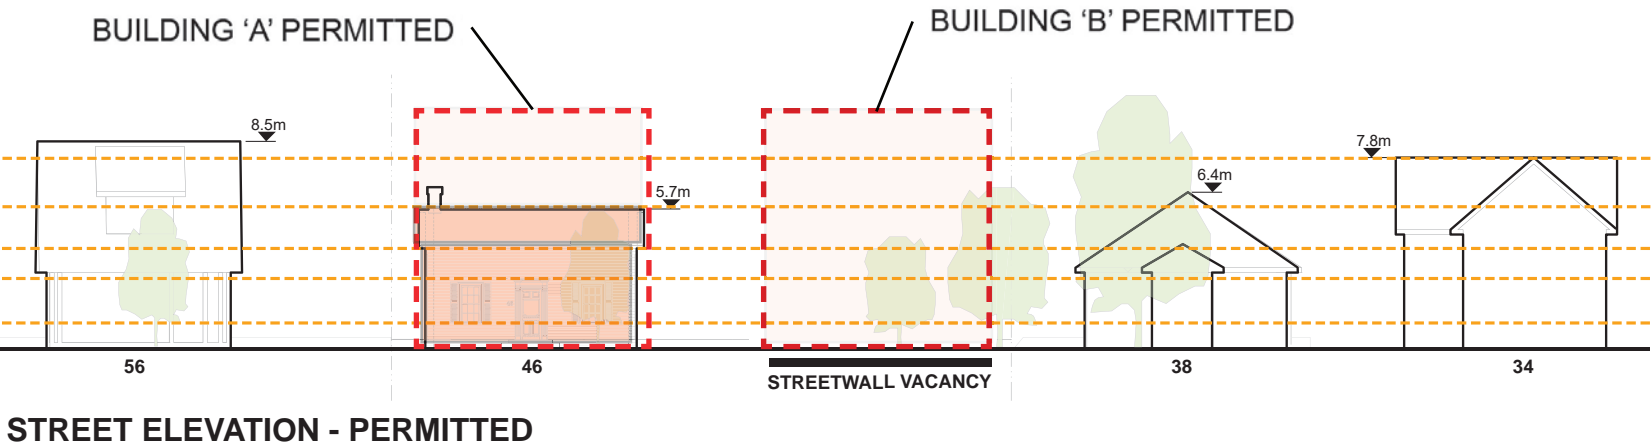 BUILDING ‘A’ PERMITTED
BUILDING ‘B’ PERMITTED
8.5m
5.7m
6.4m
7.8m
56
46
38
34
STREETWALL VACANCY
STREET ELEVATION - PERMITTED